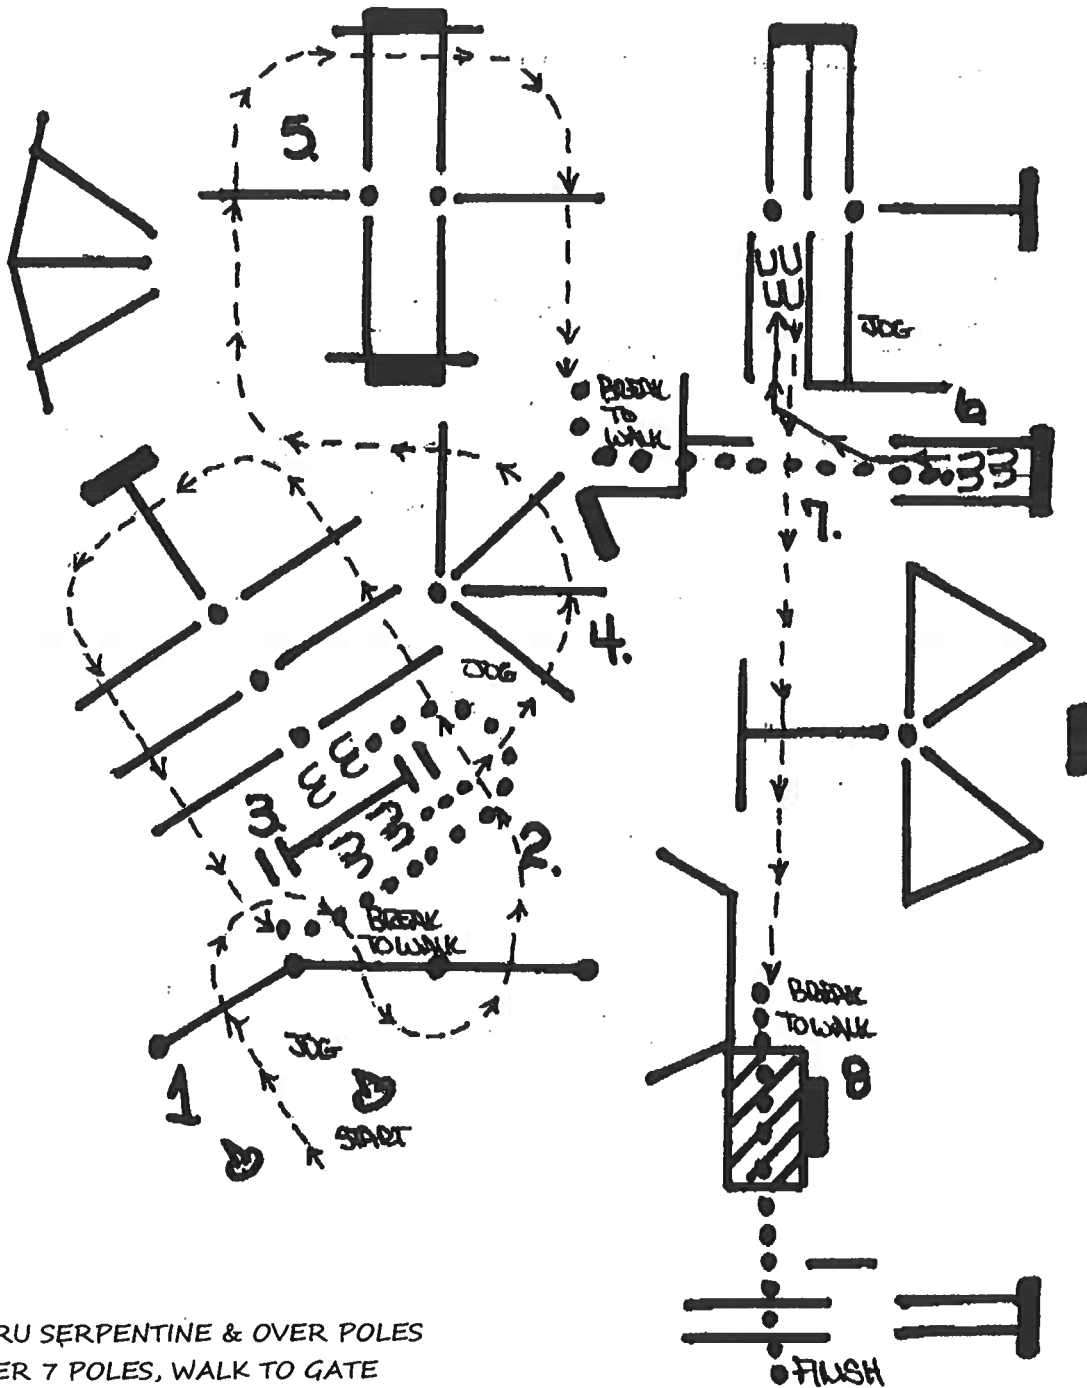 5.
JOG
BREAK
TO
WALK
6
7.
4.
JOG
3.
2.
BREAK
TO WALK
BREAK
TO WALK
JOG
8
1
START
RU SERPENTINE & OVER POLES
ER 7 POLES, WALK TO GATE
FINISH